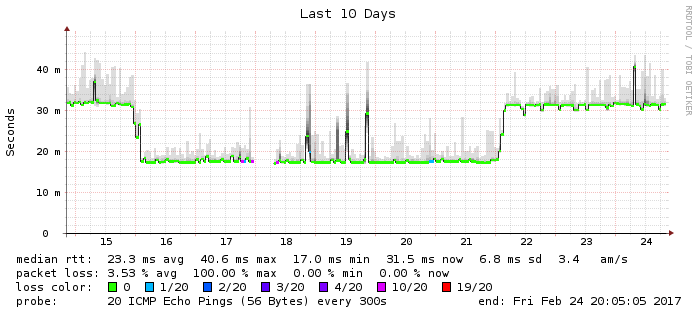 Last 10 Days
RRDTOOL / TOBI OETIKER
Seconds
40 m
30 m
20 m
10 m
0
15 16 17 18 19 20 21 22 23 24
median rtt: 23.3 ms avg 40.6 ms max 17.0 ms min 31.5 ms now 6.8 ms sd 3.4 am/s
packet loss: 3.53 % avg 100.00 % max 0.00 % min 0.00 % now
loss color: 0 1/20 2/20 3/20 4/20 10/20 19/20
probe: 20 ICMP Echo Pings (56 Bytes) every 300s end: Fri Feb 24 20:05:05 2017